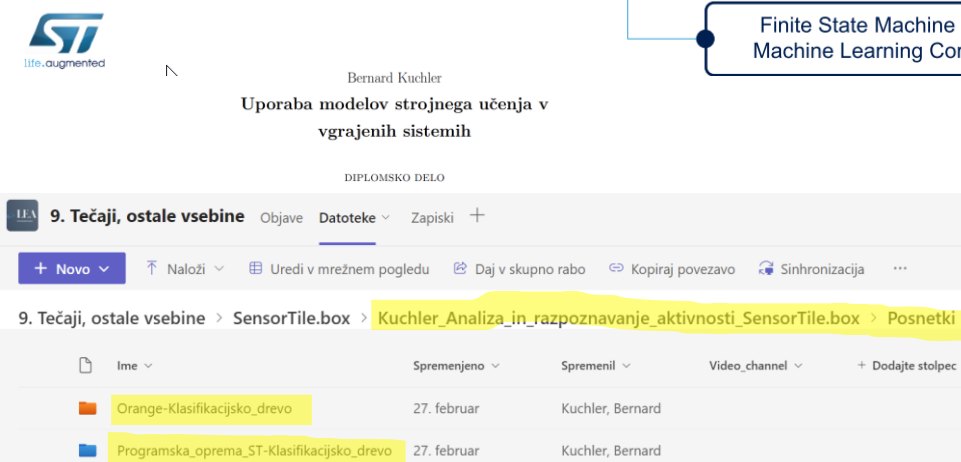 ST
life.augmented
Finite State Machine
Machine Learning Cor
Bernard Kuchler
Uporaba modelov strojnega učenja v
vgrajenih sistemih
DIPLOMSKO DELO
LEA
9. Tečaji, ostale vsebine Objave Datoteke Zapiski +
+ Novo Naloži Uredi v mrežnem pogledu Daj v skupno rabo Kopiraj povezavo Sinhronizacija ...
9. Tečaji, ostale vsebine > SensorTile.box > Kuchler_Analiza_in_razpoznavanje_aktivnosti_SensorTile.box > Posnetki
Ime Spremenjeno Spremenil Video_channel + Dodajte stolpec
Orange-Klasifikacijsko_drevo 27. februar Kuchler, Bernard
Programska_oprema_ST-Klasifikacijsko_drevo 27. februar Kuchler, Bernard